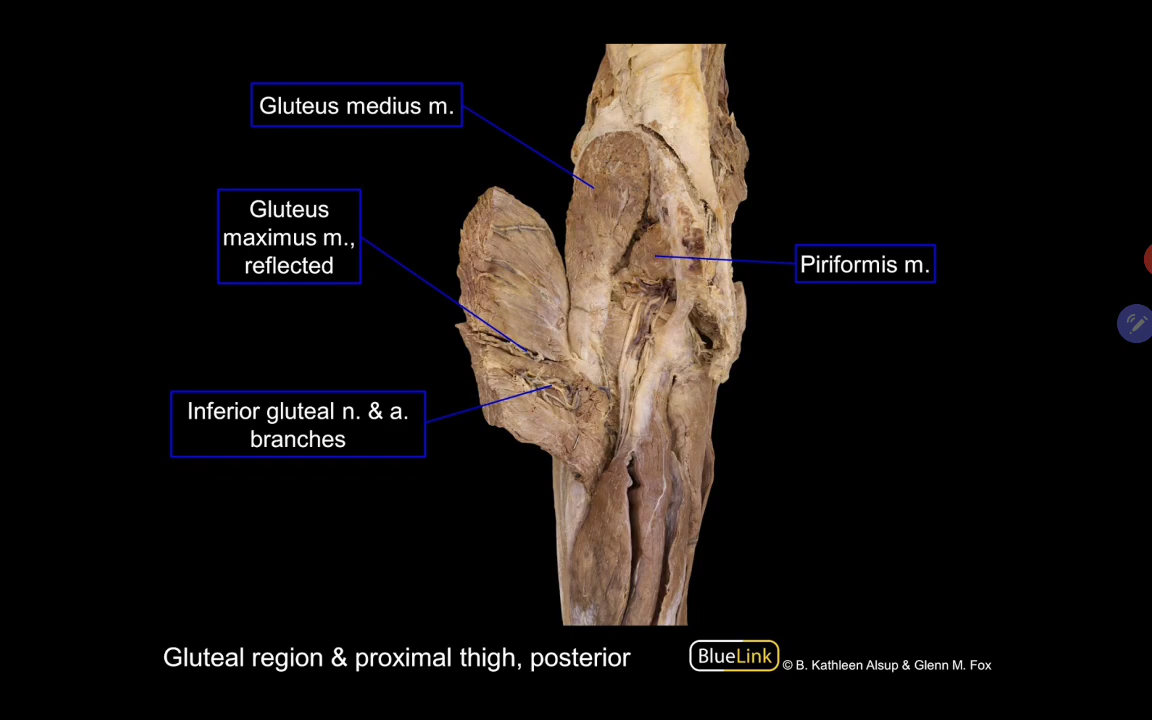 Gluteus medius m.
Gluteus
maximus m.,
reflected
Piriformis m.
Inferior gluteal n. & a.
branches
Gluteal region & proximal thigh, posterior
BlueLink
© B. Kathleen Alsup & Glenn M. Fox